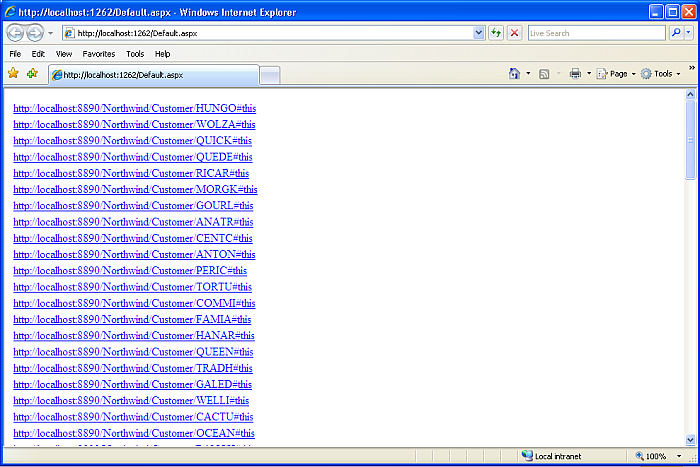 http://localhost:1262/Default.aspx - Windows Internet Explorer
http://localhost:1262/Default.aspx
Live Search
File Edit View Favorites Tools Help
http://localhost:1262/Default.aspx
Page Tools
http://localhost:8890/Northwind/Customer/HUNGO#this
http://localhost:8890/Northwind/Customer/WOLZA#this
http://localhost:8890/Northwind/Customer/QUICK#this
http://localhost:8890/Northwind/Customer/QUEDE#this
http://localhost:8890/Northwind/Customer/RICAR#this
http://localhost:8890/Northwind/Customer/MORGK#this
http://localhost:8890/Northwind/Customer/GOURL#this
http://localhost:8890/Northwind/Customer/ANATR#this
http://localhost:8890/Northwind/Customer/CENTC#this
http://localhost:8890/Northwind/Customer/ANTON#this
http://localhost:8890/Northwind/Customer/PERIC#this
http://localhost:8890/Northwind/Customer/TORTU#this
http://localhost:8890/Northwind/Customer/COMMI#this
http://localhost:8890/Northwind/Customer/FAMIA#this
http://localhost:8890/Northwind/Customer/HANAR#this
http://localhost:8890/Northwind/Customer/QUEEN#this
http://localhost:8890/Northwind/Customer/TRADH#this
http://localhost:8890/Northwind/Customer/GALED#this
http://localhost:8890/Northwind/Customer/WELLI#this
http://localhost:8890/Northwind/Customer/CACTU#this
http://localhost:8890/Northwind/Customer/OCEAN#this
Local intranet 100%